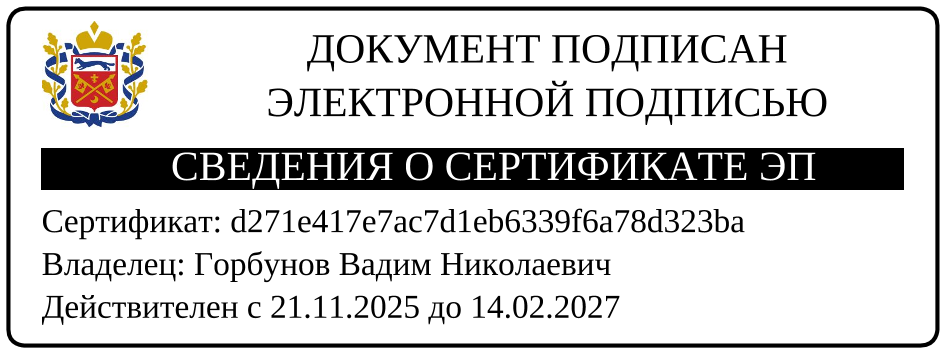 ДОКУМЕНТ ПОДПИСАН
ЭЛЕКТРОННОЙ ПОДПИСЬЮ
СВЕДЕНИЯ О СЕРТИФИКАТЕ ЭП
Сертификат: d271e417e7ac7d1eb6339f6a78d323ba
Владелец: Горбунов Вадим Николаевич
Действителен с 21.11.2025 до 14.02.2027